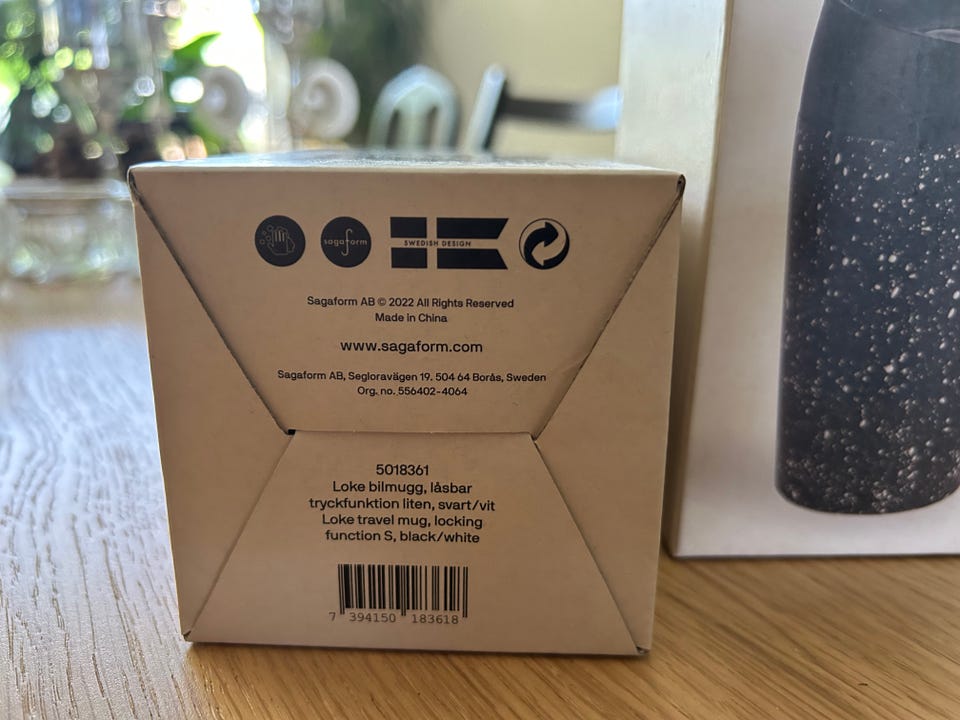 sagaform
SWEDISH DESIGN
Sagaform AB © 2022 All Rights Reserved
Made in China
www.sagaform.com
Sagaform AB, Segloravägen 19. 504 64 Borås, Sweden
Org. no. 556402-4064
5018361
Loke bilmugg, låsbar
tryckfunktion liten, svart/vit
Loke travel mug, locking
function S, black/white
7 394150 183618